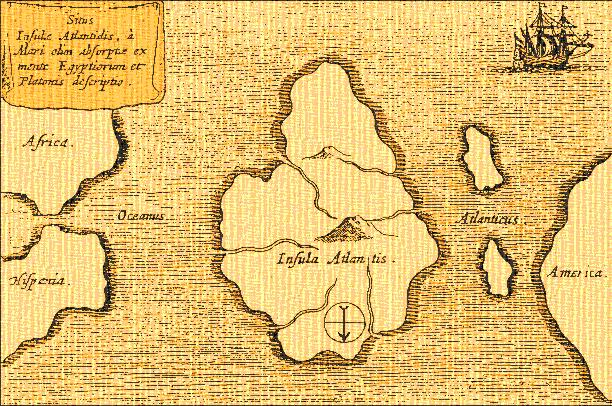 Situs
Insulæ Atlantidis, à
Mari olim absorptæ ex
mente Egyptiorum et
Platonis descriptio.
Africa.
Oceanus
Atlanticus.
Insula Atlantis.
America.
Hispania.